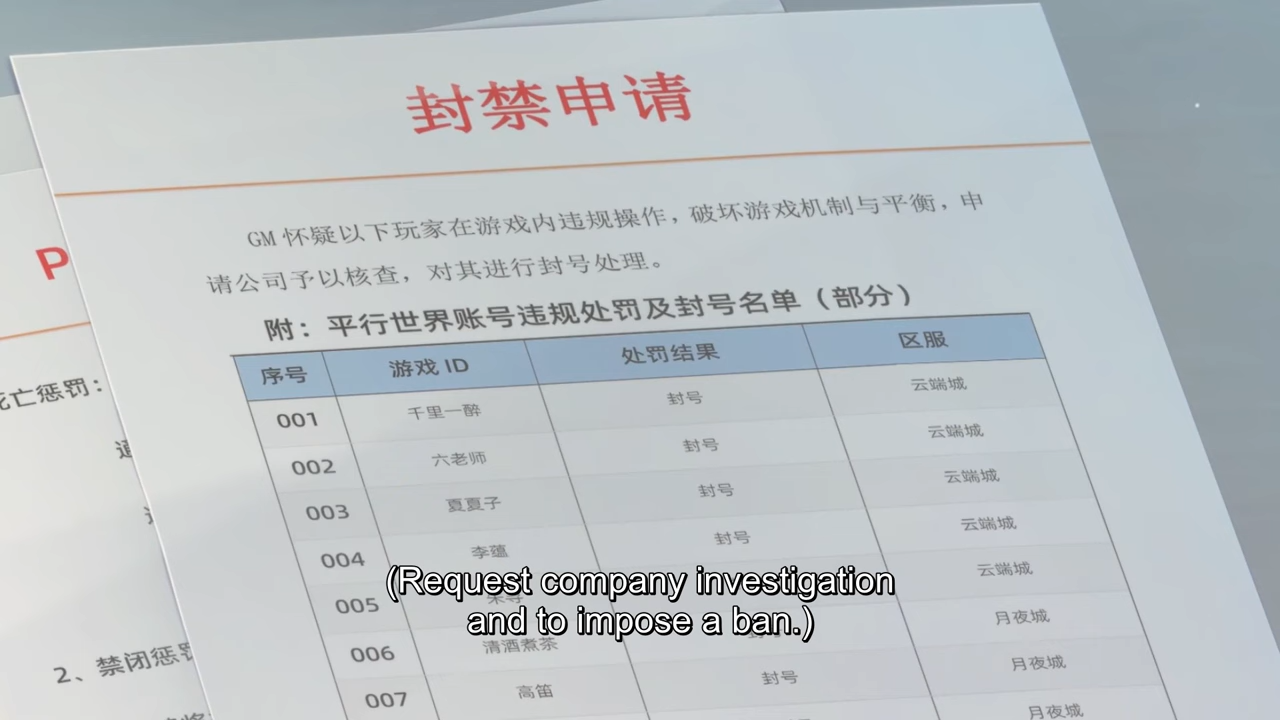 封禁申请
GM 怀疑以下玩家在游戏内违规操作，破坏游戏机制与平衡，申
请公司予以核查，对其进行封号处理。
附：平行世界账号违规处罚及封号名单（部分）
序号 游戏 ID 处罚结果 区服
001 千里一醉 封号 云端城
002 六老师 封号 云端城
003 夏夏子 封号 云端城
004 李蕴 封号 云端城
005 云端城
006 清酒煮茶 月夜城
007 高笛 封号 月夜城
月夜城
P
死亡惩罚：
2、禁闭惩罚
(Request company investigation
and to impose a ban.)